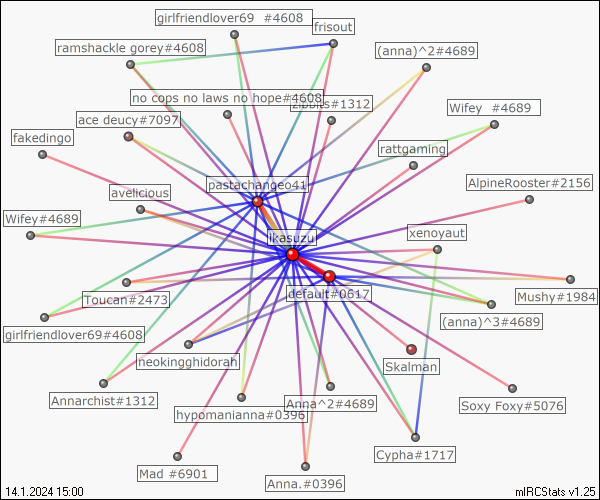 girlfriendlover69 #4608
frisout
ramshackle gorey#4608
(anna)^2#4689
no cops no laws no hope#4608
zibbits#1312
Wifey #4689
ace deucy#7097
fakedingo
rattgaming
pastachangeo41
AlpineRooster#2156
avelicious
Wifey#4689
ikasuzu
xenoyaut
Toucan#2473
default#0617
Mushy#1984
(anna)^3#4689
girlfriendlover69#4608
neokingghidorah
Skalman
Annarchist#1312
hypomanianna#0396
Anna^2#4689
Soxy Foxy#5076
Cypha#1717
Mad #6901
Anna.#0396
14.1.2024 15:00
mIRCStats v1.25